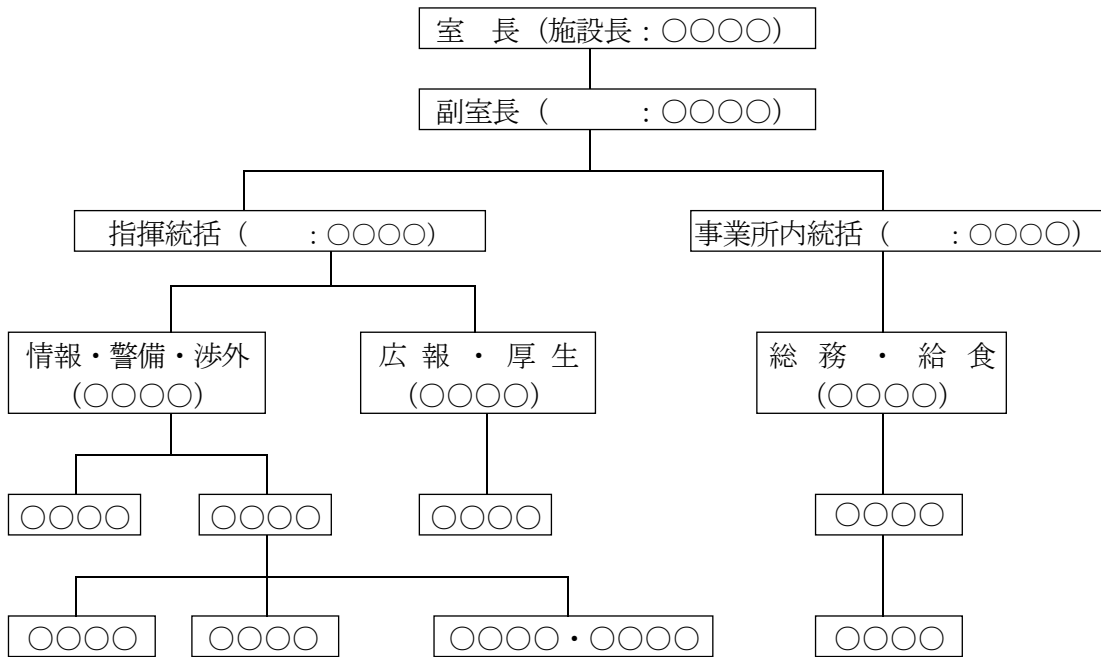 室　長（施設長：○○○○）
副室長（　　　：○○○○）
指揮統括（　　：○○○○）
事業所内統括（　　：○○○○）
情報・警備・渉外
（○○○○）
広 報 ・ 厚 生
（○○○○）
総 務 ・ 給 食
（○○○○）
○○○○
○○○○
○○○○
○○○○
○○○○
○○○○
○○○○・○○○○
○○○○